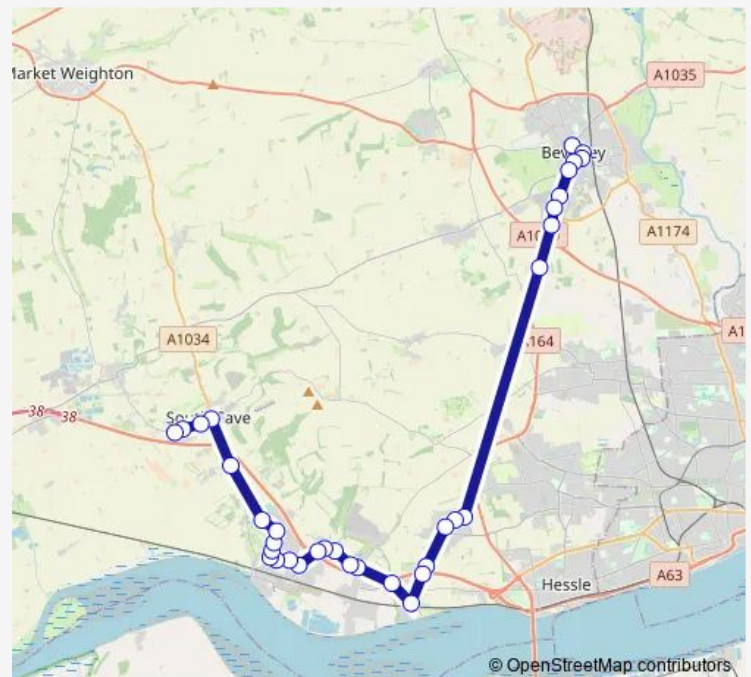 Market Weighton
A1035
A1174
A1034
A164
38
38
Hessle
A63
© OpenStreetMap contributors